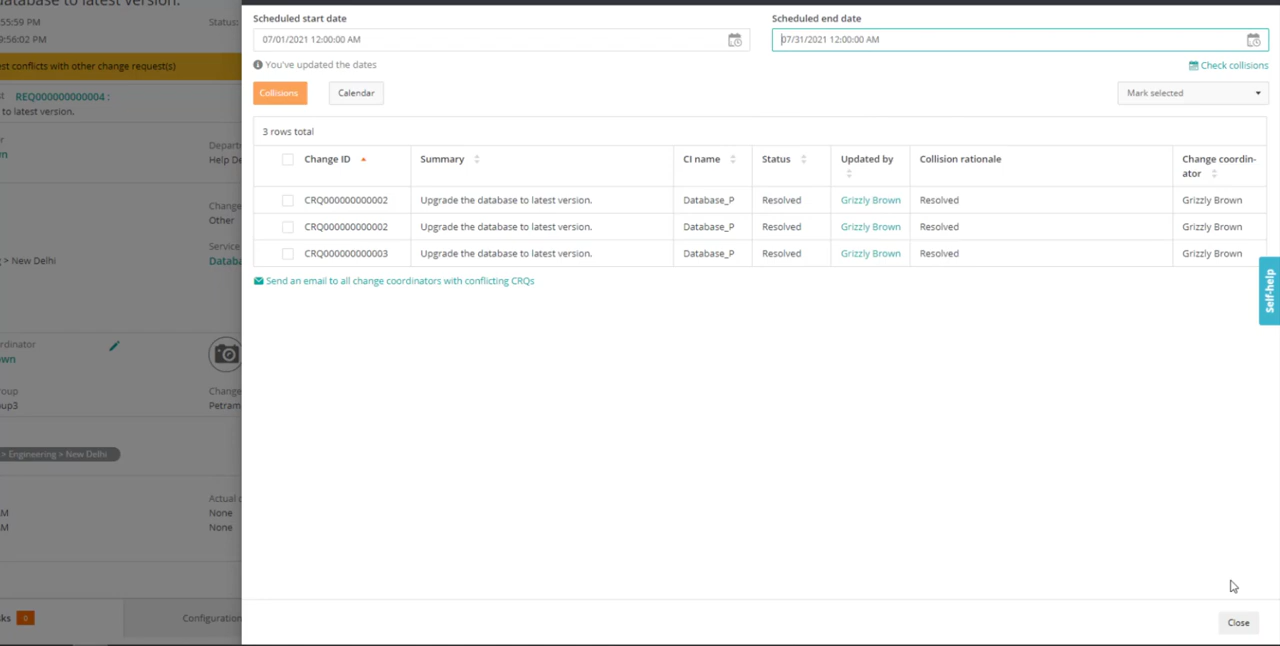 database to latest version.
55:59 PM
9:56:02 PM
Status:
est conflicts with other change request(s)
st REQ000000000004 :
to latest version.
Depart
Help De
Change
Other
Service
Databa
> New Delhi
ordinator
own
roup
oup3
Change
Petram
> Engineering > New Delhi
Actual
M
None
M
None
sks 0
Configuration
Scheduled start date
07/01/2021 12:00:00 AM
Scheduled end date
07/31/2021 12:00:00 AM
You've updated the dates
Check collisions
Collisions
Calendar
Mark selected
3 rows total
Change ID Summary CI name Status Updated by Collision rationale Change coordin-
ator
CRQ000000000002 Upgrade the database to latest version. Database_P Resolved Grizzly Brown Resolved Grizzly Brown
CRQ000000000002 Upgrade the database to latest version. Database_P Resolved Grizzly Brown Resolved Grizzly Brown
CRQ000000000003 Upgrade the database to latest version. Database_P Resolved Grizzly Brown Resolved Grizzly Brown
Send an email to all change coordinators with conflicting CRQs
Self-help
Close